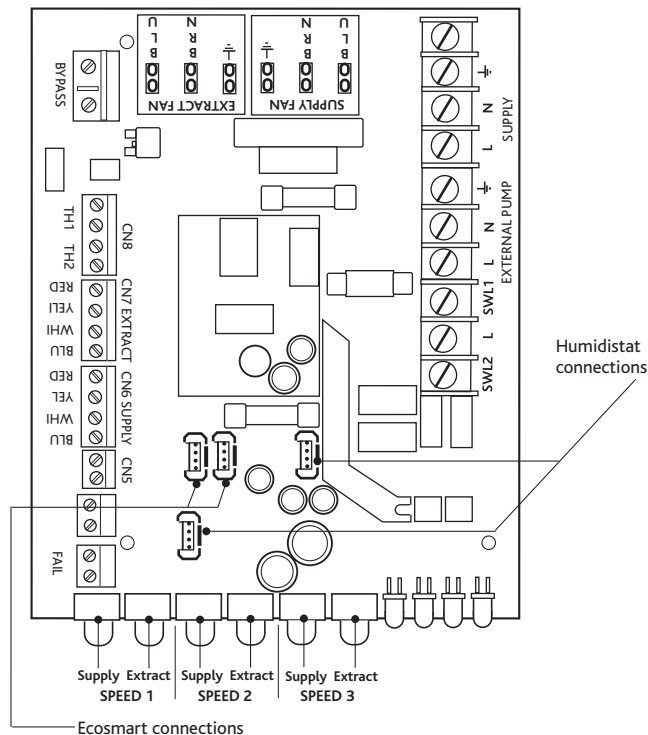 U L B
N R B
EXTRACT FAN
N R B
U L B
SUPPLY FAN
BYPASS
N
L
SUPPLY
N
L
EXTERNAL PUMP
SWL1
L
SWL2
TH1
TH2
CN8
RED
YELI
WHI
BLU
CN7 EXTRACT
RED
YEL
WHI
BLU
CN6 SUPPLY
CN5
FAIL
Humidistat
connections
Supply Extract
SPEED 1
Supply Extract
SPEED 2
Supply Extract
SPEED 3
Ecosmart connections